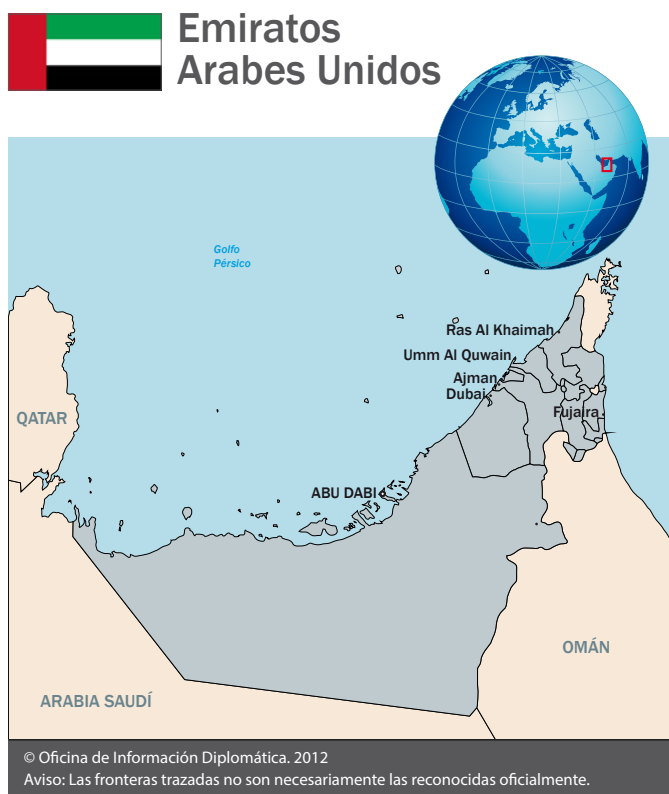 Emiratos
Arabes Unidos
Golfo
Pérsico
Ras Al Khaimah
Umm Al Quwain
Ajman
Dubai
QATAR
Fujaira
ABU DABI
OMÁN
ARABIA SAUDÍ
© Oficina de Información Diplomática. 2012
Aviso: Las fronteras trazadas no son necesariamente las reconocidas oficialmente.